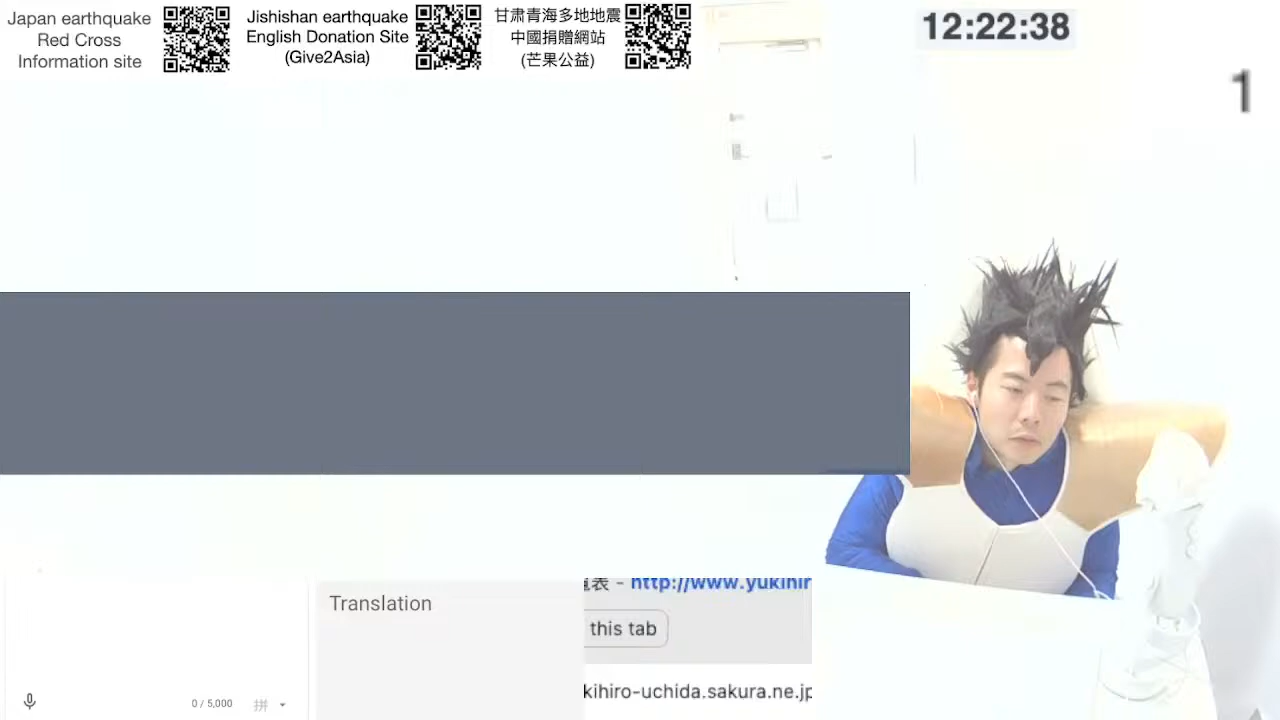 Japan earthquake
Red Cross
Information site
Jishishan earthquake
English Donation Site
(Give2Asia)
甘肅青海多地地震
中國捐贈網站
(芒果公益)
12:22:38
1
Translation
0 / 5,000
拼
表 - http://www.yukihir
this tab
kihiro-uchida.sakura.ne.jp